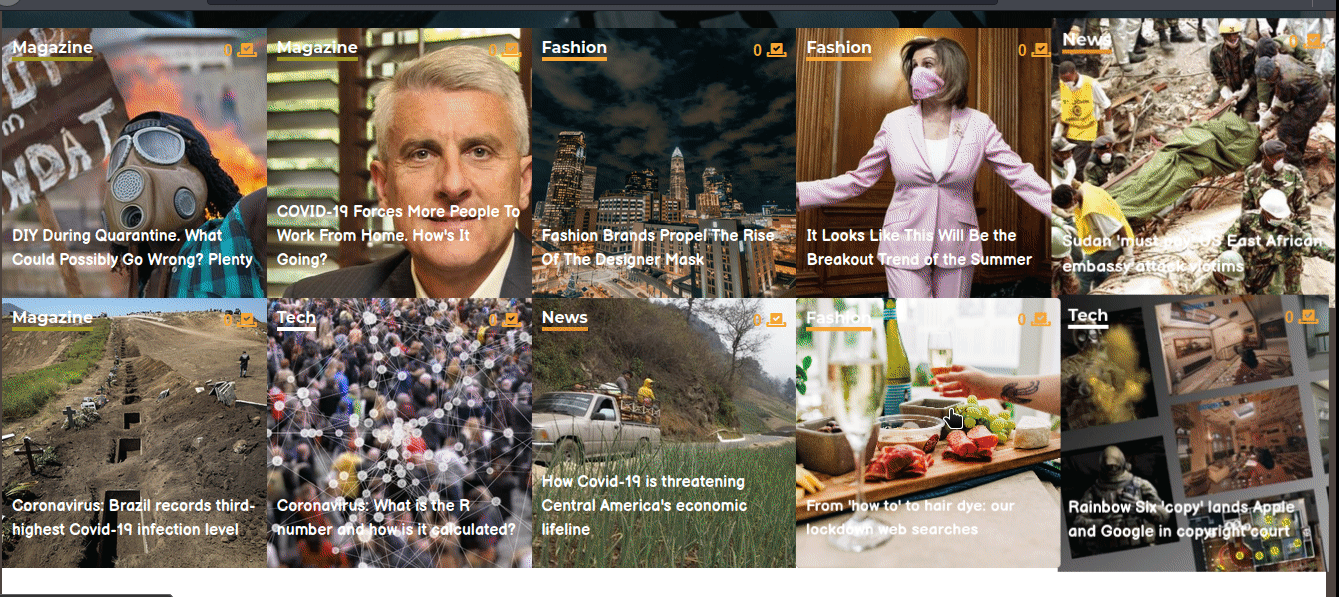 Magazine
0
DIY During Quarantine. What
Could Possibly Go Wrong? Plenty
Magazine
0
COVID-19 Forces More People To
Work From Home. How's It
Going?
Fashion
0
Fashion Brands Propel The Rise
Of The Designer Mask
Fashion
0
It Looks Like This Will Be the
Breakout Trend of the Summer
News
0
Sudan 'must pay' US East African
embassy attack victims
Magazine
0
Coronavirus: Brazil records third-
highest Covid-19 infection level
Tech
0
Coronavirus: What is the R
number and how is it calculated?
News
0
How Covid-19 is threatening
Central America's economic
lifeline
Fashion
0
From 'how to' to hair dye: our
lockdown web searches
Tech
0
Rainbow Six 'copy' lands Apple
and Google in copyright court